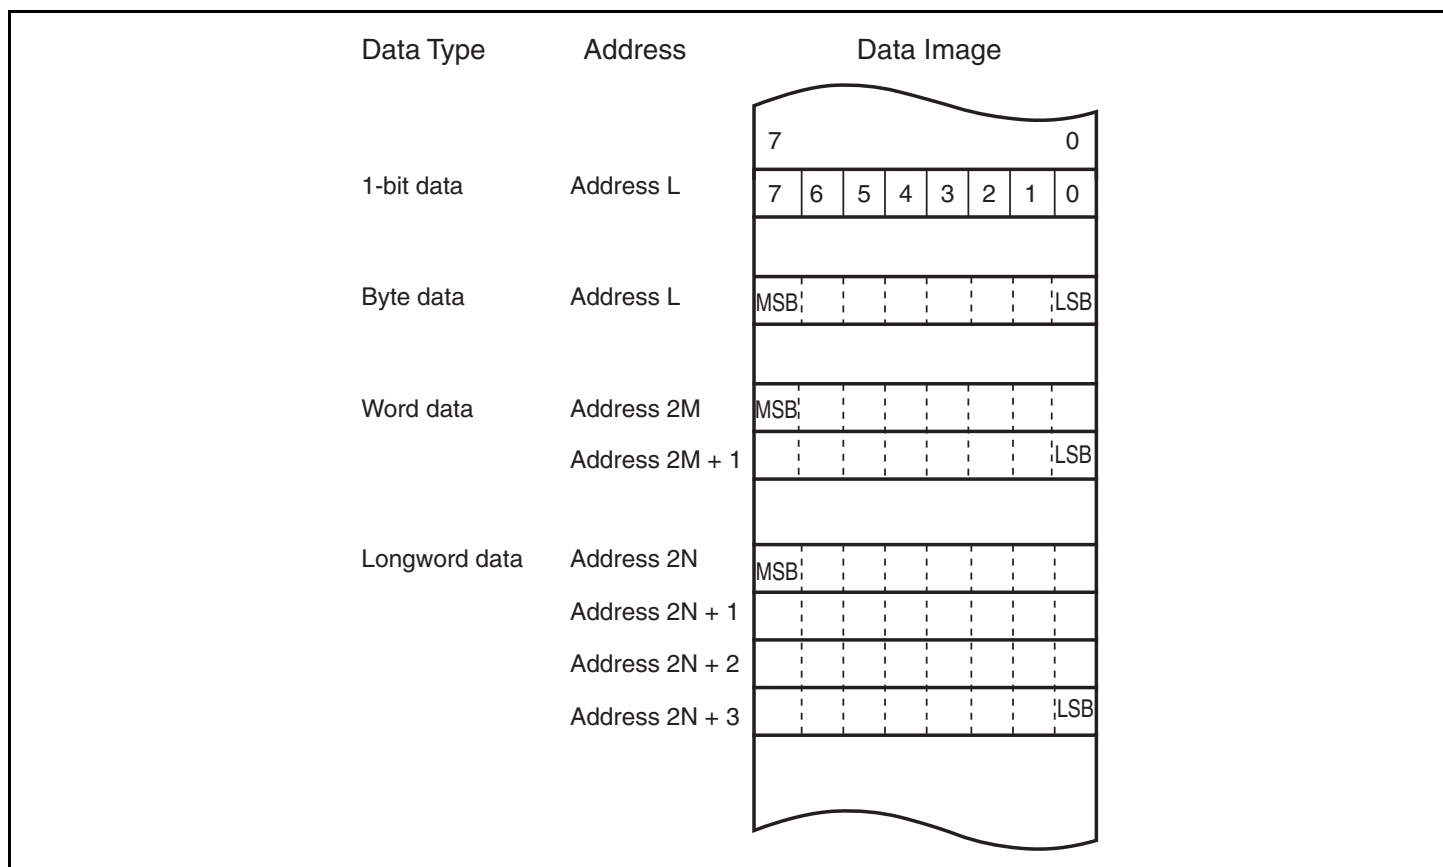 Data Type Address Data Image
7 0
1-bit data Address L 7 6 5 4 3 2 1 0
Byte data Address L MSB LSB
Word data Address 2M MSB
Address 2M + 1 LSB
Longword data Address 2N MSB
Address 2N + 1
Address 2N + 2
Address 2N + 3 LSB